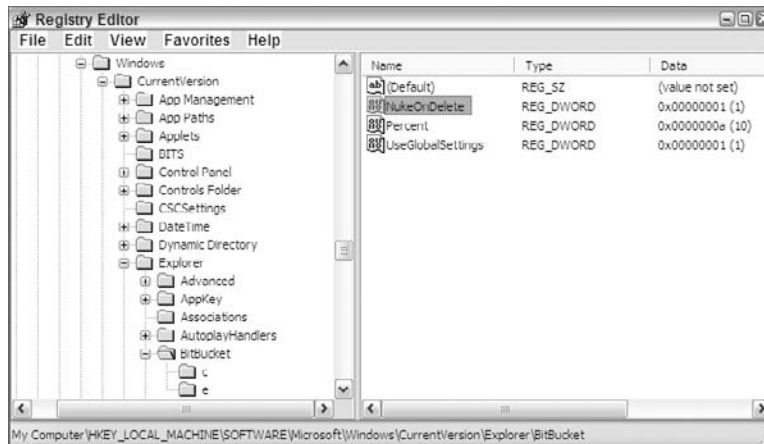 Registry Editor
File Edit View Favorites Help
Windows
CurrentVersion
App Management
App Paths
Applets
BITS
Control Panel
Controls Folder
CSCSettings
DateTime
Dynamic Directory
Explorer
Advanced
AppKey
Associations
AutoplayHandlers
BitBucket
c
e
Name Type Data
(Default) REG_SZ (value not set)
NukeOnDelete REG_DWORD 0x00000001 (1)
Percent REG_DWORD 0x0000000a (10)
UseGlobalSettings REG_DWORD 0x00000001 (1)
My Computer\HKEY_LOCAL_MACHINE\SOFTWARE\Microsoft\Windows\CurrentVersion\Explorer\BitBucket